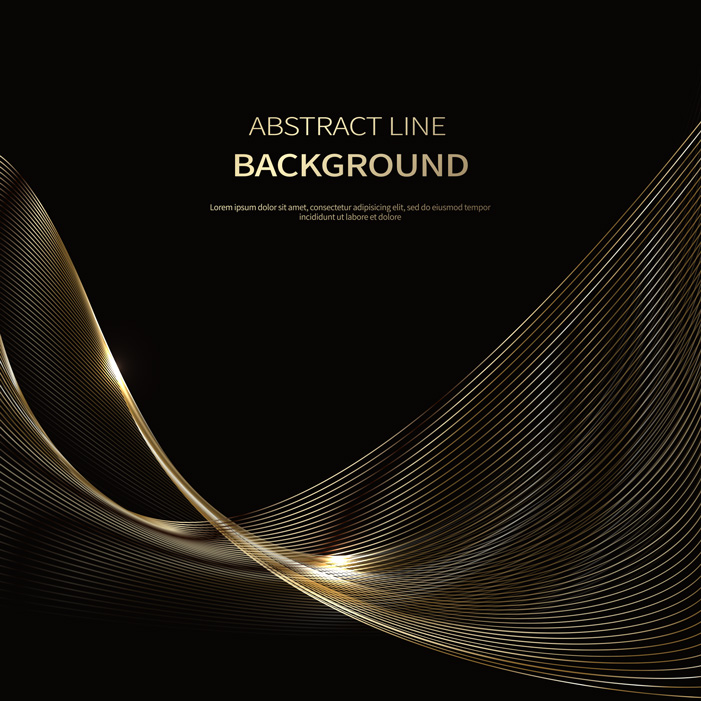 ABSTRACT LINE
BACKGROUND
Lorem ipsum dolor sit amet, consectetur adipisicing elit, sed do eiusmod tempor
incididunt ut labore et dolore